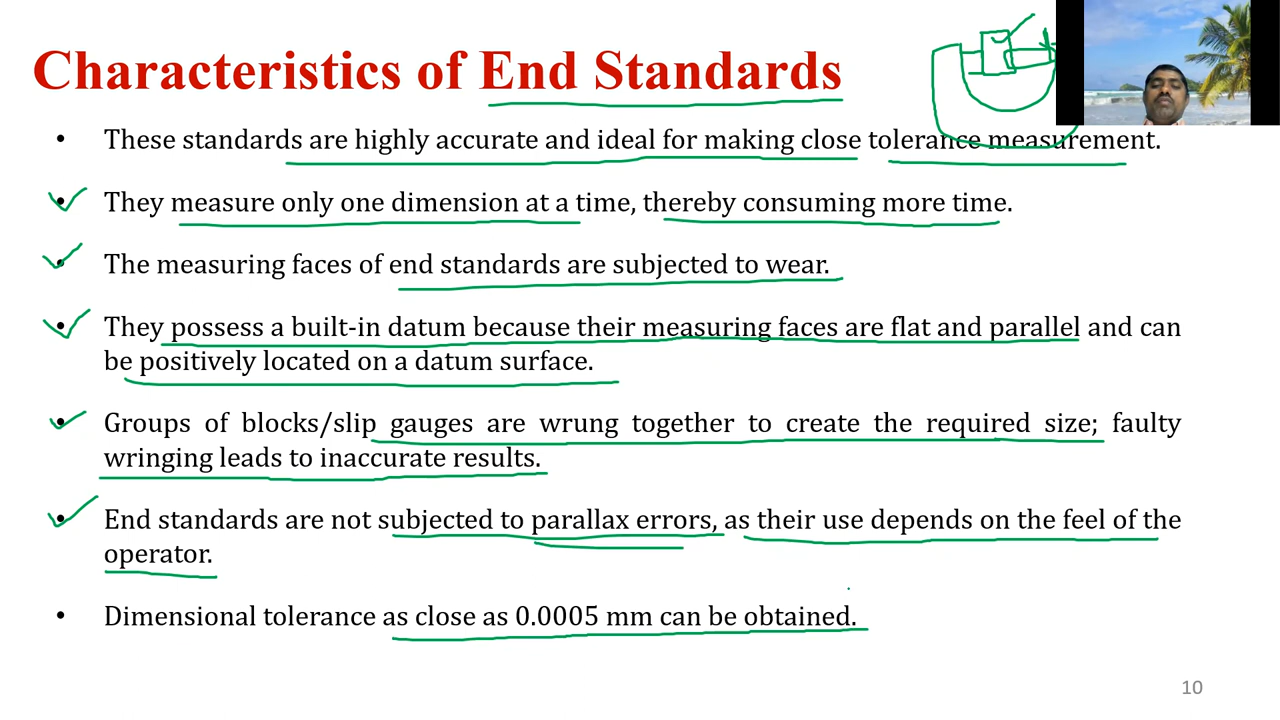 Characteristics of End Standards
• These standards are highly accurate and ideal for making close tolerance measurement.
• They measure only one dimension at a time, thereby consuming more time.
• The measuring faces of end standards are subjected to wear.
• They possess a built-in datum because their measuring faces are flat and parallel and can
be positively located on a datum surface.
• Groups of blocks/slip gauges are wrung together to create the required size; faulty
wringing leads to inaccurate results.
• End standards are not subjected to parallax errors, as their use depends on the feel of the
operator.
• Dimensional tolerance as close as 0.0005 mm can be obtained.
10